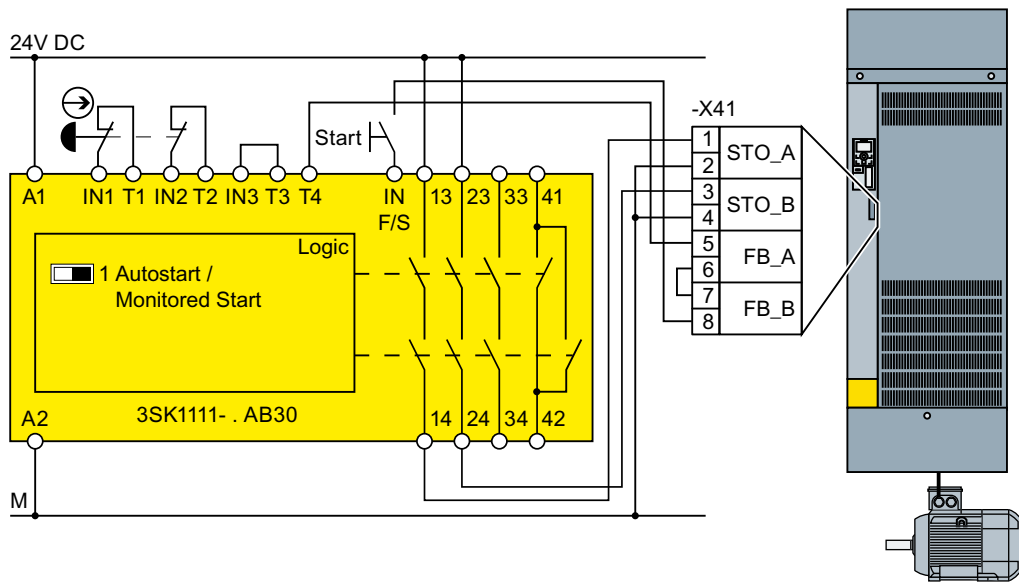 24V DC
-X41
Start
1 STO_A
2
3 STO_B
4
5 FB_A
6
7 FB_B
8
A1 IN1 T1 IN2 T2 IN3 T3 T4 IN F/S 13 23 33 41
Logic
1 Autostart /
Monitored Start
A2 3SK1111- . AB30 14 24 34 42
M